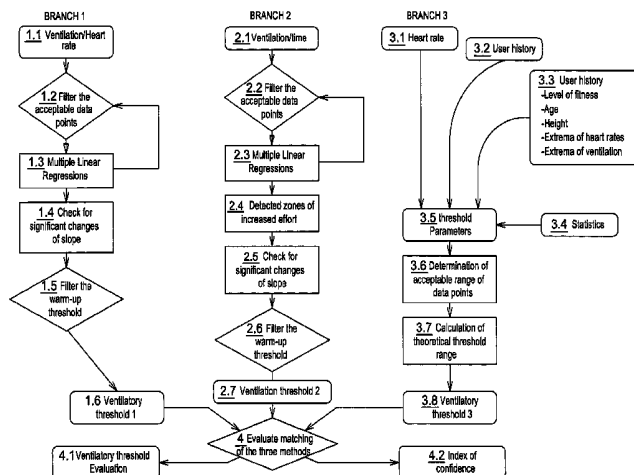 BRANCH 1
1.1 Ventilation/Heart
rate
1.2 Filter the
acceptable data
points
1.3 Multiple Linear
Regressions
1.4 Check for
significant changes
of slope
1.5 Filter the
warm-up
threshold
1.6 Ventilatory
threshold 1
BRANCH 2
2.1 Ventilation/time
2.2 Filter the
acceptable data
points
2.3 Multiple Linear
Regressions
2.4 Detected zones of
increased effort
2.5 Check for
significant changes of
slope
2.6 Filter the
warm-up
threshold
2.7 Ventilation threshold 2
BRANCH 3
3.1 Heart rate
3.2 User history
3.3 User history
-Level of fitness
-Age
-Height
-Extrema of heart rates
-Extrema of ventilation
3.4 Statistics
3.5 threshold
Parameters
3.6 Determination of
acceptable range of
data points
3.7 Calculation of
theoretical threshold
range
3.8 Ventilatory
threshold 3
4 Evaluate matching
of the three methods
4.1 Ventilatory threshold
Evaluation
4.2 Index of
confidence